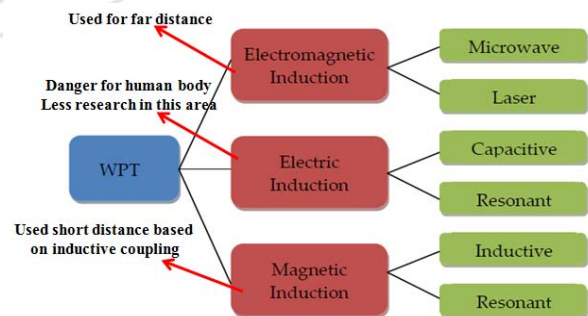 Used for far distance
Electromagnetic
Induction
Microwave
Laser
Danger for human body
Less research in this area
WPT
Electric
Induction
Capacitive
Resonant
Used short distance based
on inductive coupling
Magnetic
Induction
Inductive
Resonant